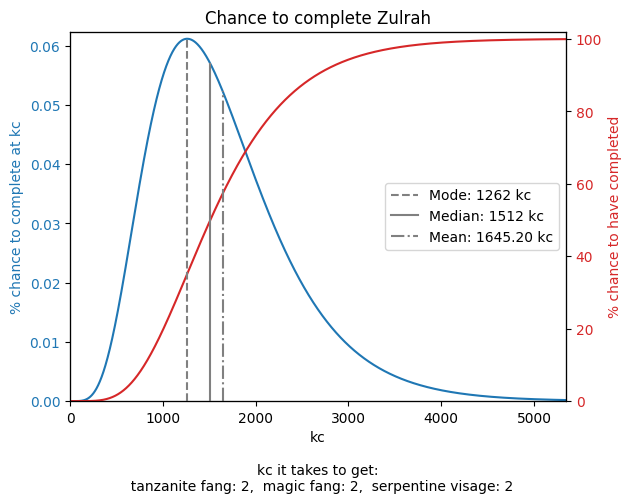 Chance to complete Zulrah
% chance to complete at kc
0.06
0.05
0.04
0.03
0.02
0.01
0.00
100
80
60
40
20
0
% chance to have completed
Mode: 1262 kc
Median: 1512 kc
Mean: 1645.20 kc
0 1000 2000 3000 4000 5000
kc
kc it takes to get:
tanzanite fang: 2, magic fang: 2, serpentine visage: 2